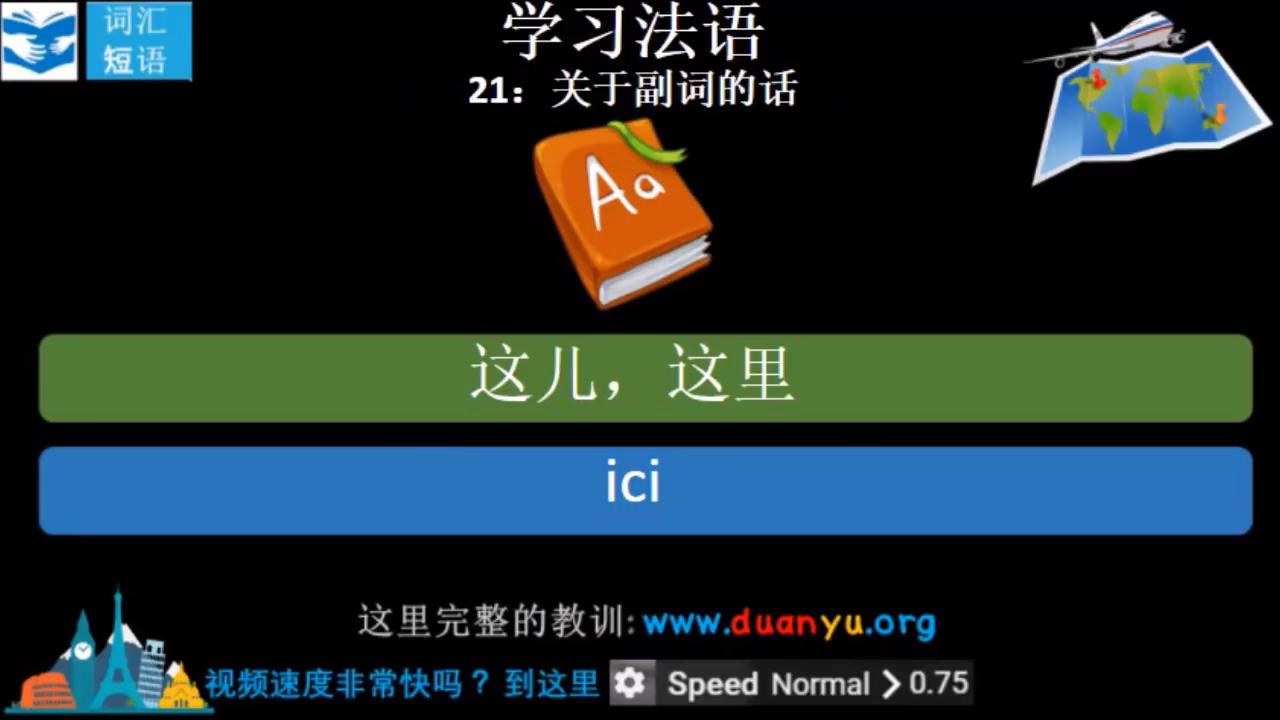 词汇
短语
学习法语
21：关于副词的话
Aa
这儿，这里
ici
这里完整的教训: www.duanyu.org
视频速度非常快吗？到这里 Speed Normal > 0.75